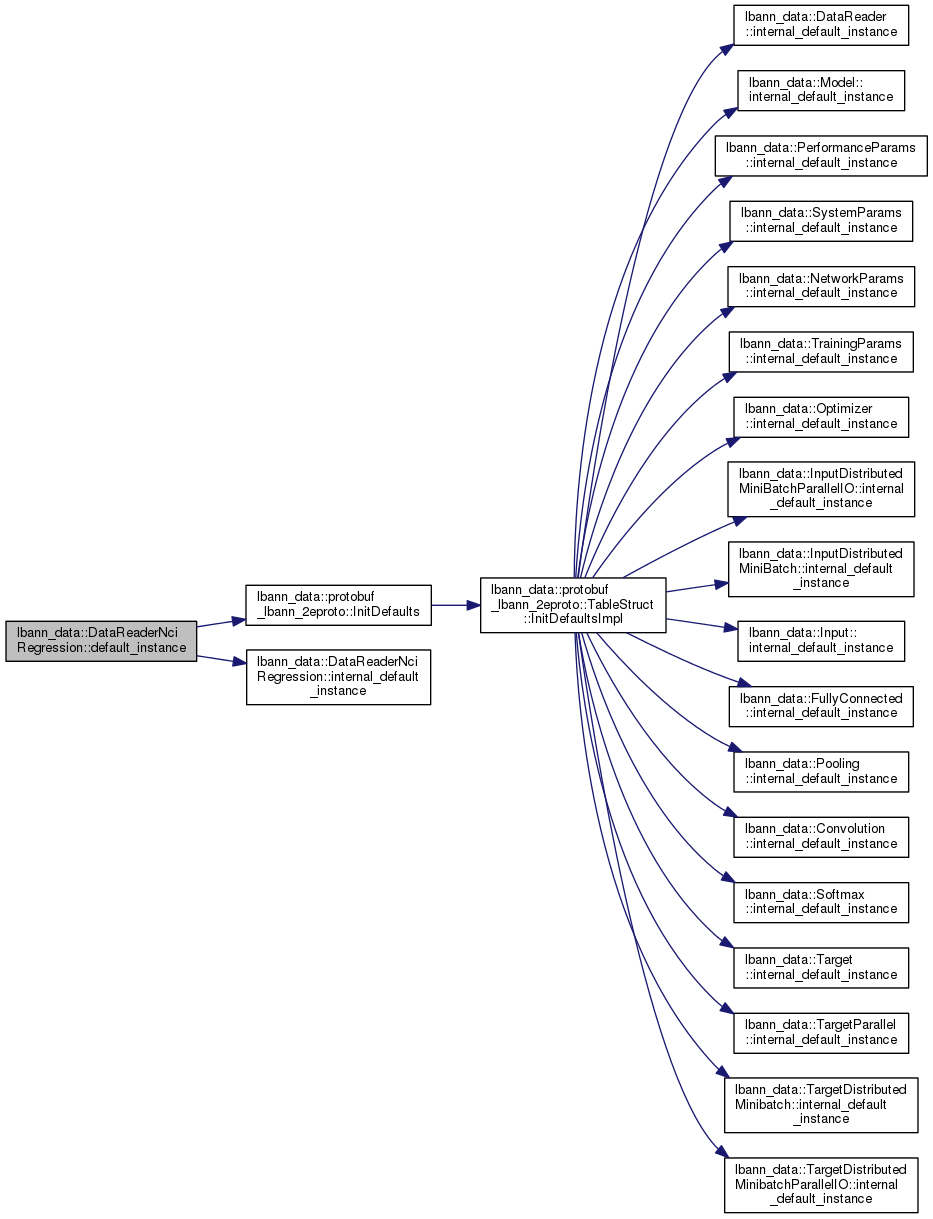 lbann_data::DataReaderNci
Regression::default_instance
lbann_data::protobuf
_lbann_2eproto::InitDefaults
lbann_data::DataReaderNci
Regression::internal_default
_instance
lbann_data::protobuf
_lbann_2eproto::TableStruct
::InitDefaultsImpl
lbann_data::DataReader
::internal_default_instance
lbann_data::Model::
internal_default_instance
lbann_data::PerformanceParams
::internal_default_instance
lbann_data::SystemParams
::internal_default_instance
lbann_data::NetworkParams
::internal_default_instance
lbann_data::TrainingParams
::internal_default_instance
lbann_data::Optimizer
::internal_default_instance
lbann_data::InputDistributed
MiniBatchParallelIO::internal
_default_instance
lbann_data::InputDistributed
MiniBatch::internal_default
_instance
lbann_data::Input::
internal_default_instance
lbann_data::FullyConnected
::internal_default_instance
lbann_data::Pooling
::internal_default_instance
lbann_data::Convolution
::internal_default_instance
lbann_data::Softmax
::internal_default_instance
lbann_data::Target
::internal_default_instance
lbann_data::TargetParallel
::internal_default_instance
lbann_data::TargetDistributed
Minibatch::internal_default
_instance
lbann_data::TargetDistributed
MinibatchParallelIO::internal
_default_instance